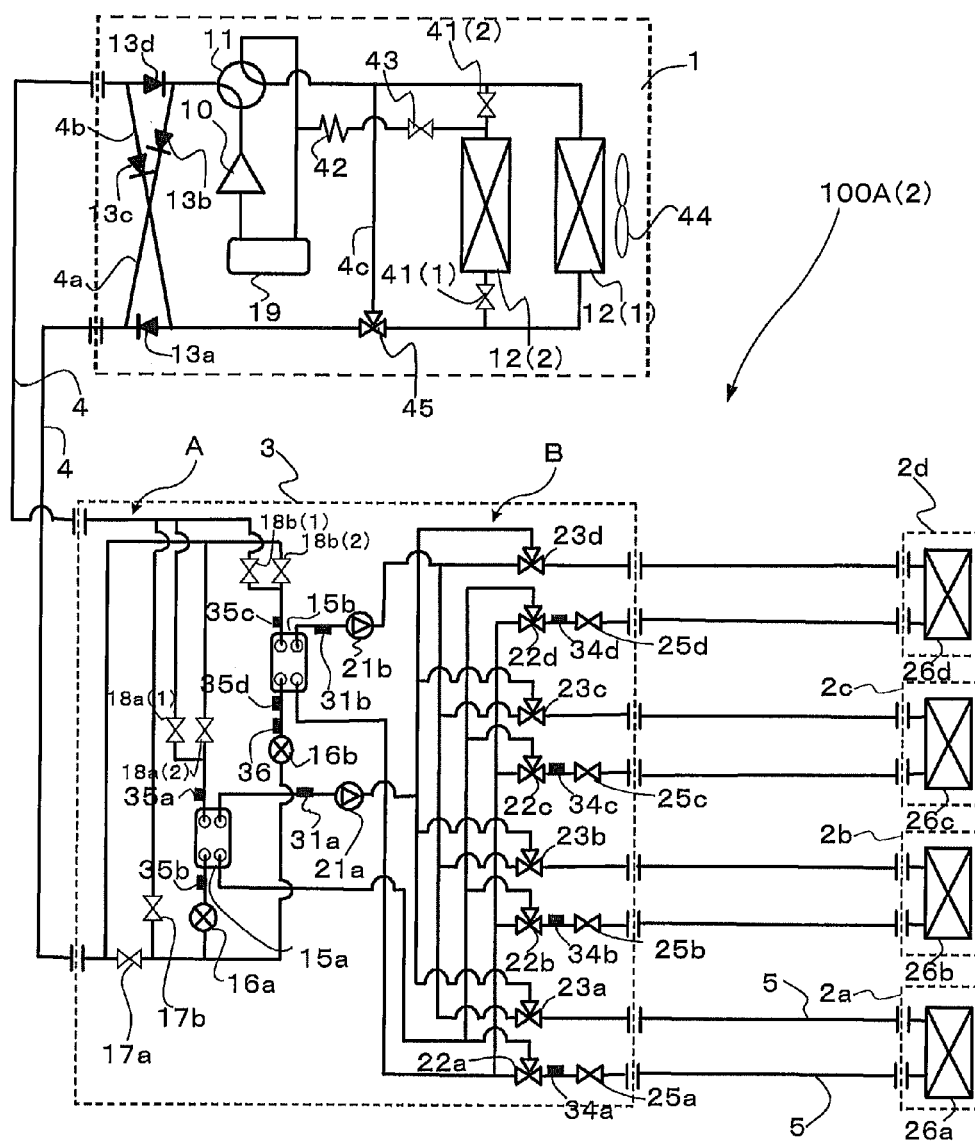 41(2)
13d
11
1
43
10
4b
42
13c
13b
100A(2)
44
4a
4c
41(1)
19
12(1)
13a
12(2)
4
45
4
A
3
B
2d
18b(1)
18b(2)
23d
35c
15b
21b
22d
34d
25d
26d
35d
31b
23c
2c
18a(1)
36
16b
18a(2)
35a
22c
34c
25c
26c
31a
21a
23b
2b
35b
16a
15a
22b
34b
25b
26b
17b
23a
5
2a
17a
22a
34a
25a
5
26a